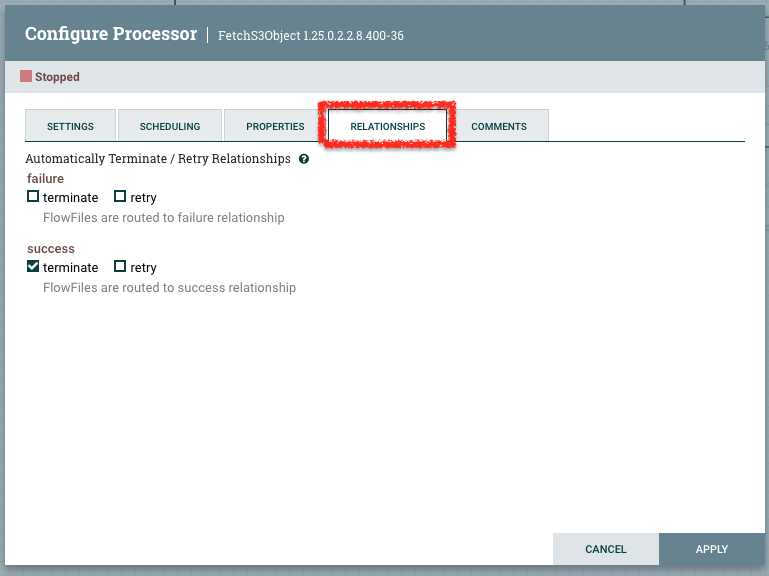 Configure Processor | FetchS3Object 1.25.0.2.2.8.400-36
Stopped
SETTINGS SCHEDULING PROPERTIES RELATIONSHIPS COMMENTS
Automatically Terminate / Retry Relationships ?
failure
terminate retry
FlowFiles are routed to failure relationship
success
terminate retry
FlowFiles are routed to success relationship
CANCEL APPLY